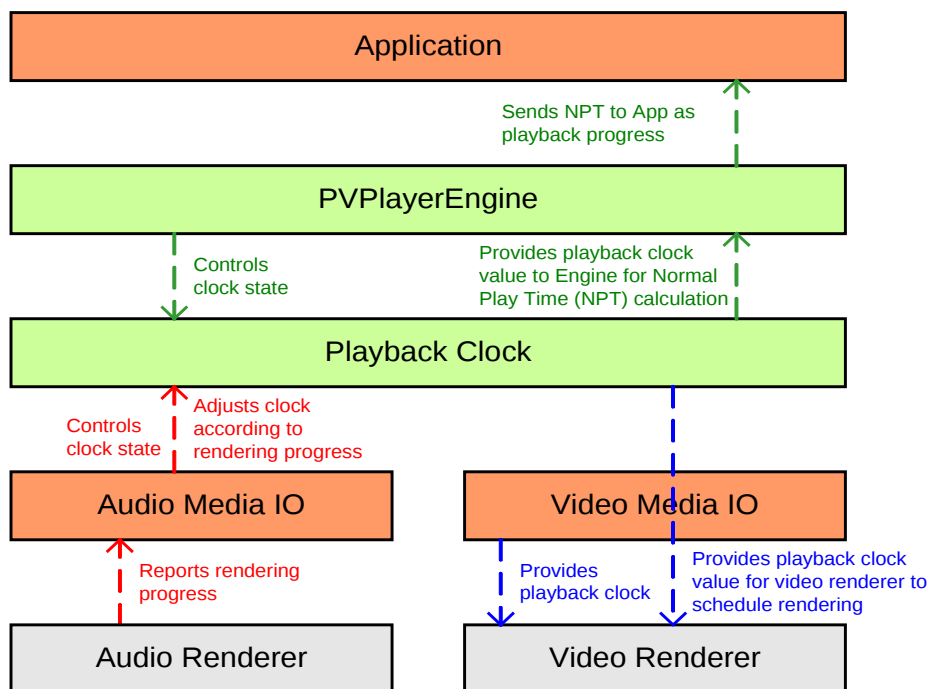 Application
Sends NPT to App as
playback progress
PVPlayerEngine
Controls
clock state
Provides playback clock
value to Engine for Normal
Play Time (NPT) calculation
Playback Clock
Controls
clock state
Adjusts clock
according to
rendering progress
Audio Media IO
Video Media IO
Reports rendering
progress
Provides
playback clock
Provides playback clock
value for video renderer to
schedule rendering
Audio Renderer
Video Renderer